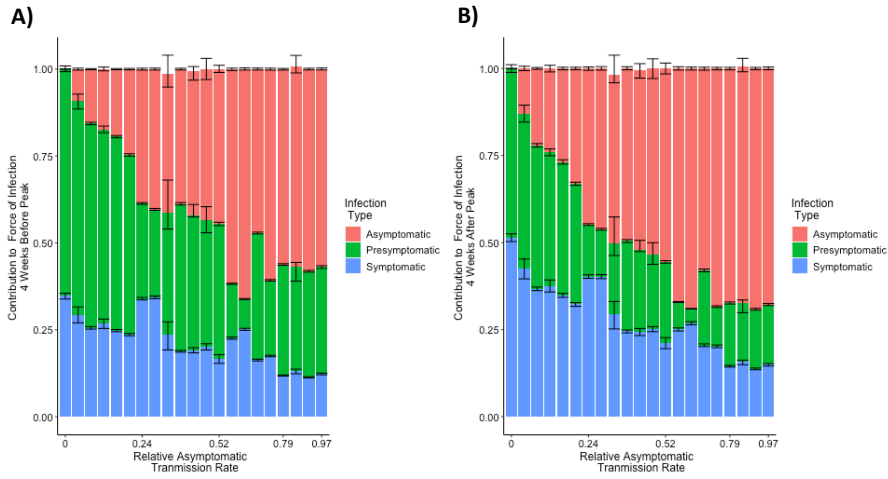 A)
Contribution to Force of Infection
4 Weeks Before Peak
1.00
0.75
0.50
0.25
0.00
0
0.24
0.52
0.79
0.97
Relative Asymptomatic
Tranmission Rate
Infection
Type
Asymptomatic
Presymptomatic
Symptomatic
B)
Contribution to Force of Infection
4 Weeks After Peak
1.00
0.75
0.50
0.25
0.00
0
0.24
0.52
0.79
0.97
Relative Asymptomatic
Tranmission Rate
Infection
Type
Asymptomatic
Presymptomatic
Symptomatic